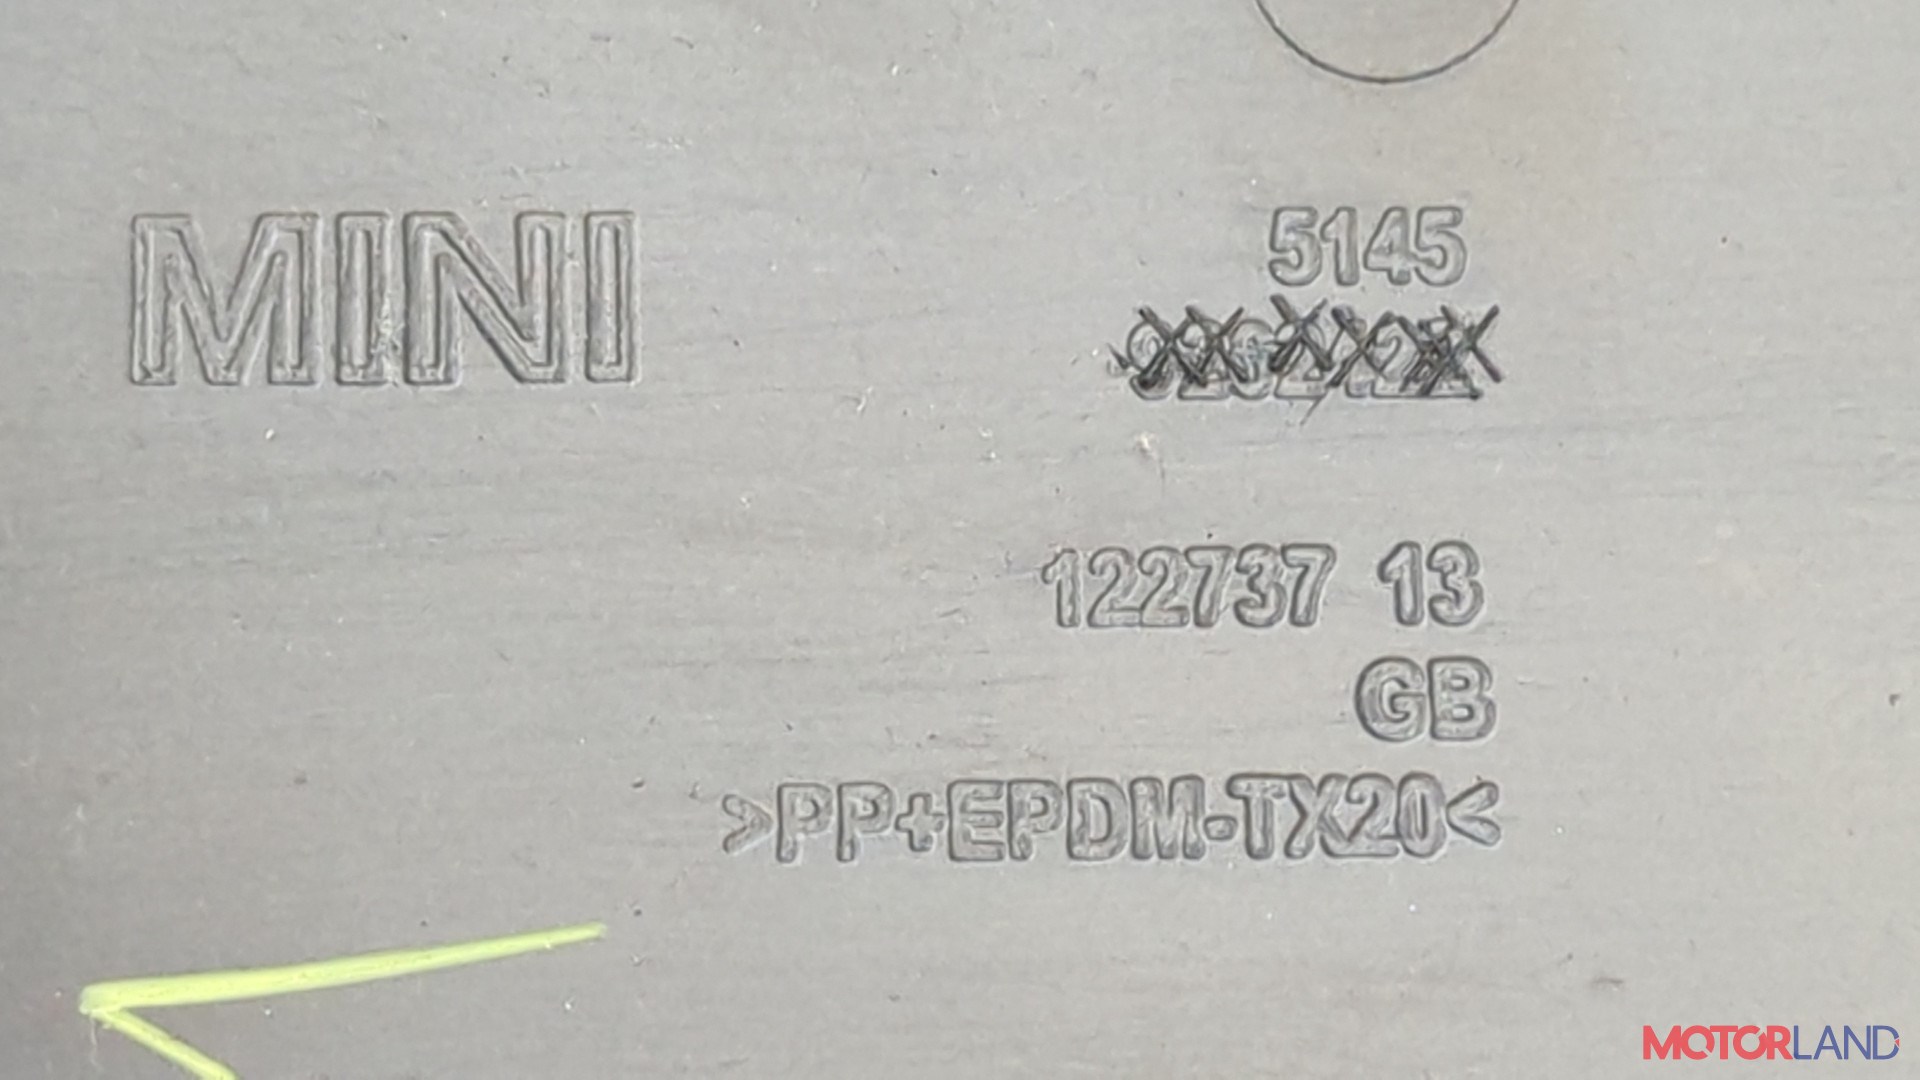 MINI
5145
122737 13
GB
>PP+EPDM-TX20<
MOTORLAND